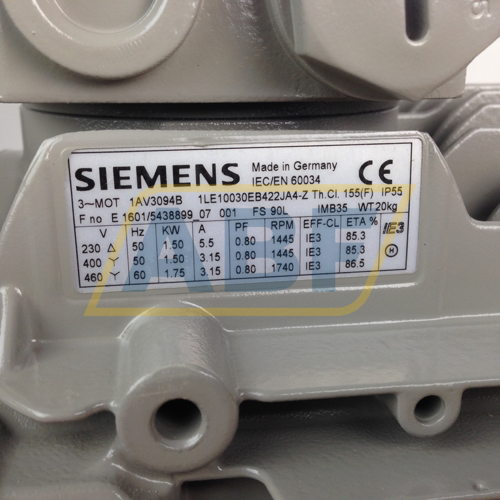 SIEMENS Made in Germany IEC/EN 60034 CE
3~MOT 1AV3094B 1LE10030EB422JA4-Z Th.Cl. 155(F) IP55
F no E 1601/5438899 07 001 FS 90L IMB35 WT 20kg
V Hz KW A PF RPM EFF-CL ETA % IE3
230 Δ 50 1.50 5.5 0.80 1445 IE3 85.3
400 Y 50 1.50 3.15 0.80 1445 IE3 85.3
460 Y 60 1.75 3.15 0.80 1740 IE3 86.5
ABF